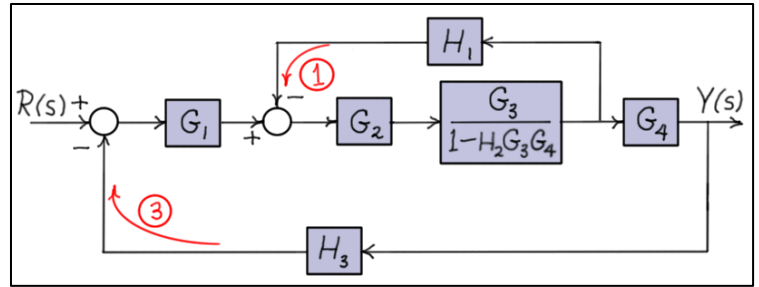 H₁
①
−
R(s) +
G₁
+
G₂
G₃
1−H₂G₃G₄
G₄
Y(s)
−
③
H₃